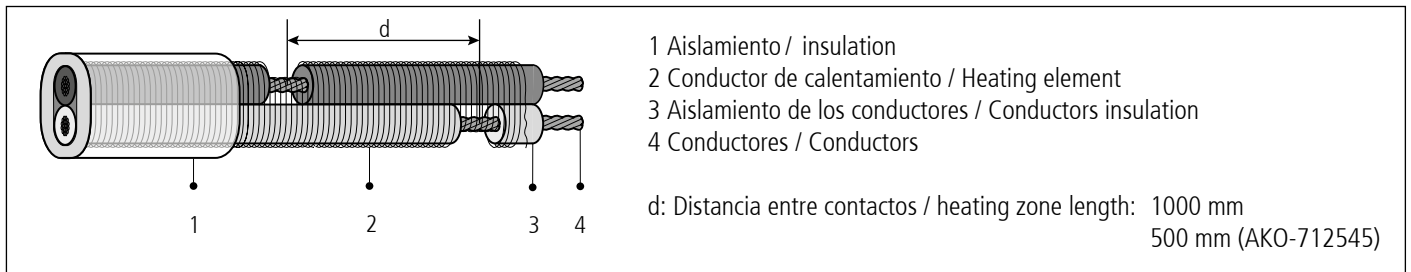 d
1 2 3 4
1 Aislamiento / insulation
2 Conductor de calentamiento / Heating element
3 Aislamiento de los conductores / Conductors insulation
4 Conductores / Conductors
d: Distancia entre contactos / heating zone length: 1000 mm
500 mm (AKO-712545)